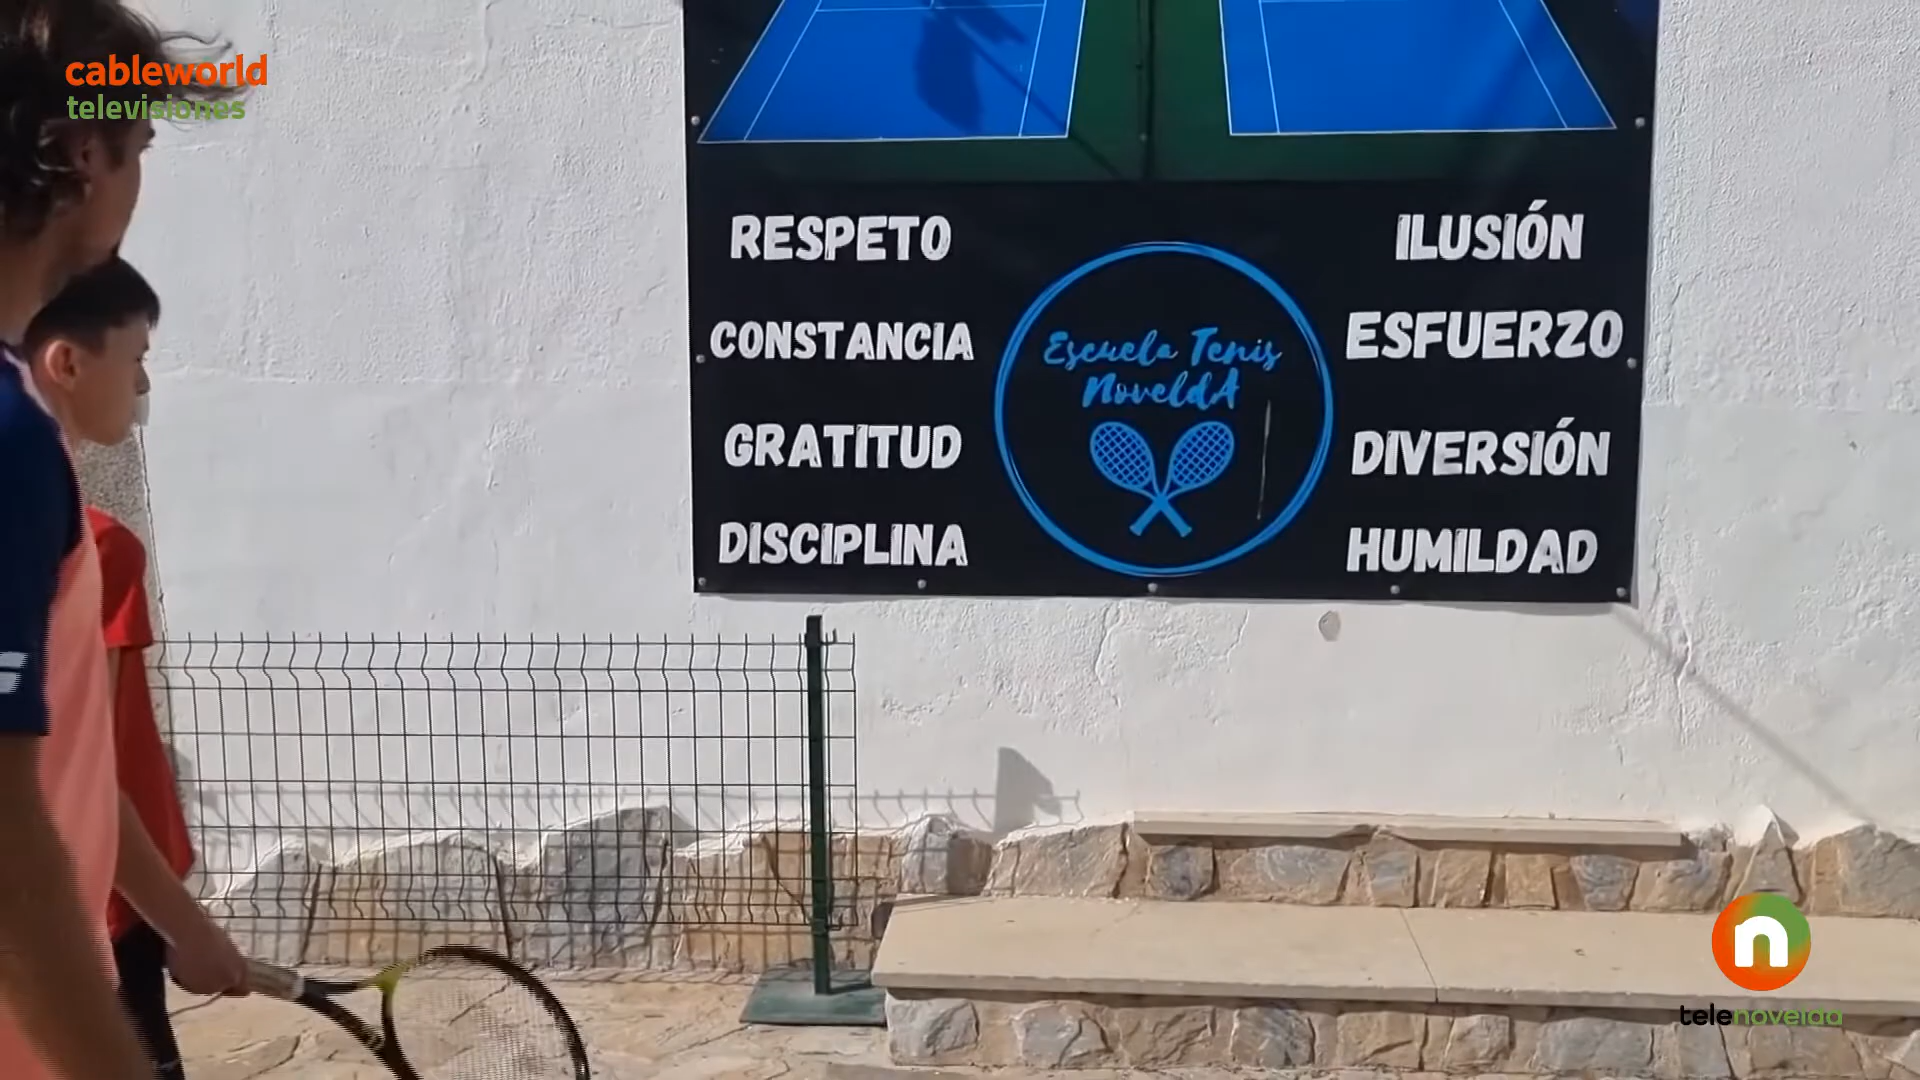 cableworld
televisiones
RESPETO
CONSTANCIA
GRATITUD
DISCIPLINA
Escuela Tenis
NoveldA
ILUSIÓN
ESFUERZO
DIVERSIÓN
HUMILDAD
n
telenovelda